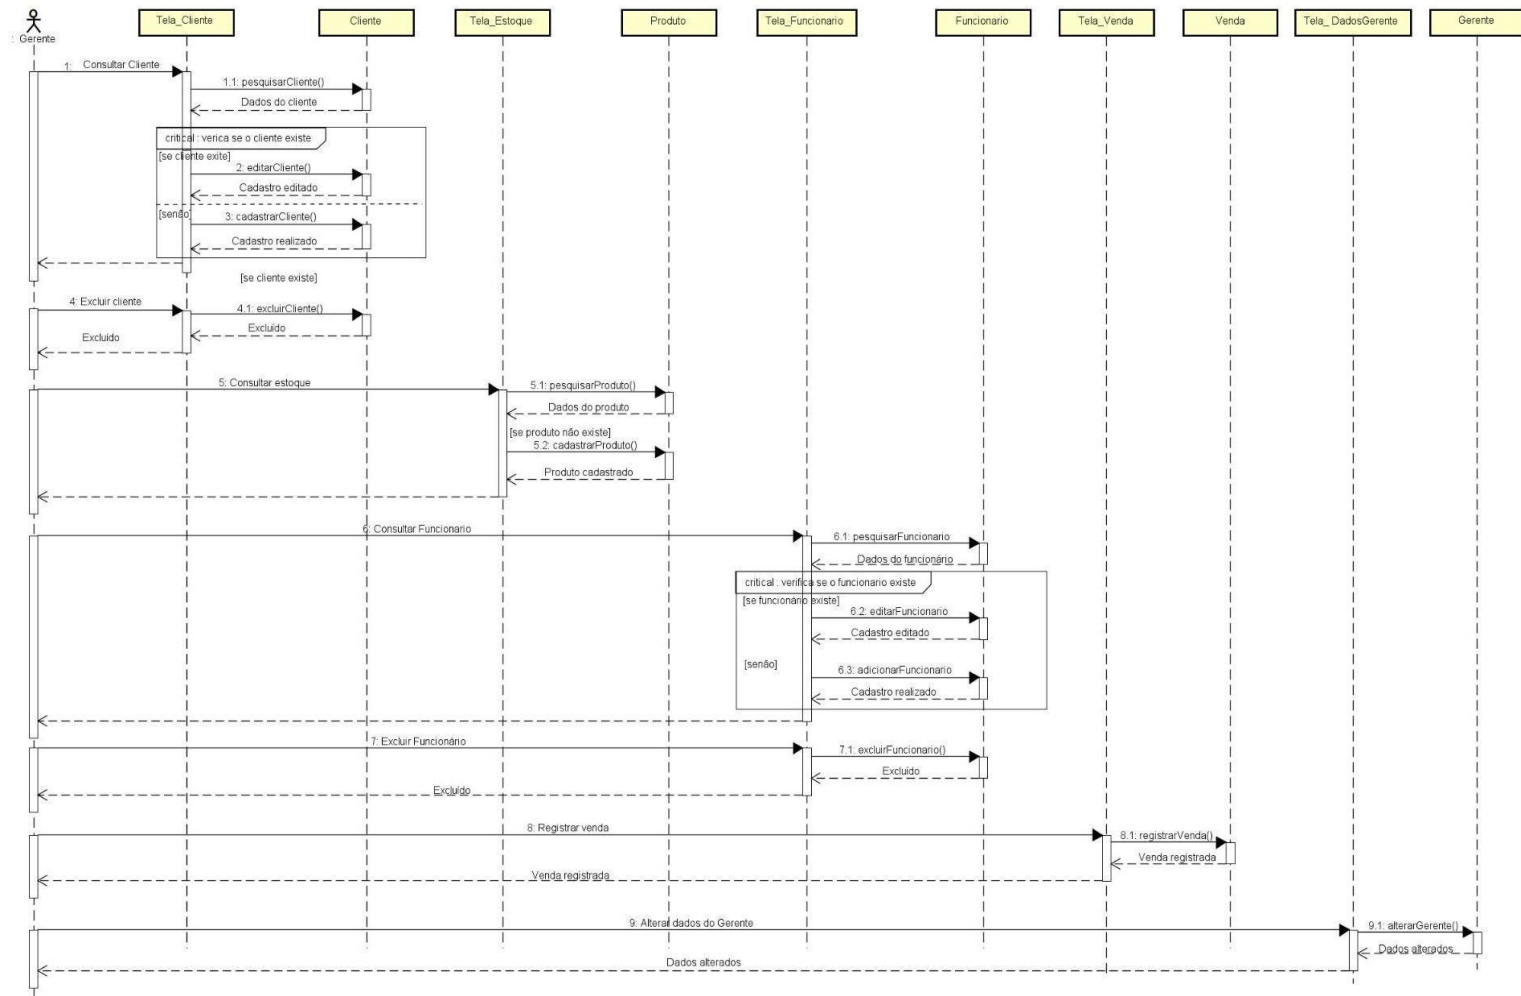 Tela_Cliente
Cliente
Tela_Estoque
Produto
Tela_Funcionario
Funcionario
Tela_Venda
Venda
Tela_ DadosGerente
Gerente
: Gerente
1: Consultar Cliente
1.1: pesquisarCliente()
Dados do cliente
critical : verica se o cliente existe
[se cliente exite]
2: editarCliente()
Cadastro editado
[senão]
3: cadastrarCliente()
Cadastro realizado
[se cliente existe]
4: Excluir cliente
4.1: excluirCliente()
Excluído
Excluído
5: Consultar estoque
5.1: pesquisarProduto()
Dados do produto
[se produto não existe]
5.2: cadastrarProduto()
Produto cadastrado
6: Consultar Funcionario
6.1: pesquisarFuncionario
Dados do funcionário
critical : verifica se o funcionario existe
[se funcionário existe]
6.2: editarFuncionario
Cadastro editado
[senão]
6.3: adicionarFuncionario
Cadastro realizado
7: Excluir Funcionário
7.1: excluirFuncionario()
Excluído
Excluído
8: Registrar venda
8.1: registrarVenda()
Venda registrada
Venda registrada
9: Alterar dados do Gerente
9.1: alterarGerente()
Dados alterados
Dados alterados